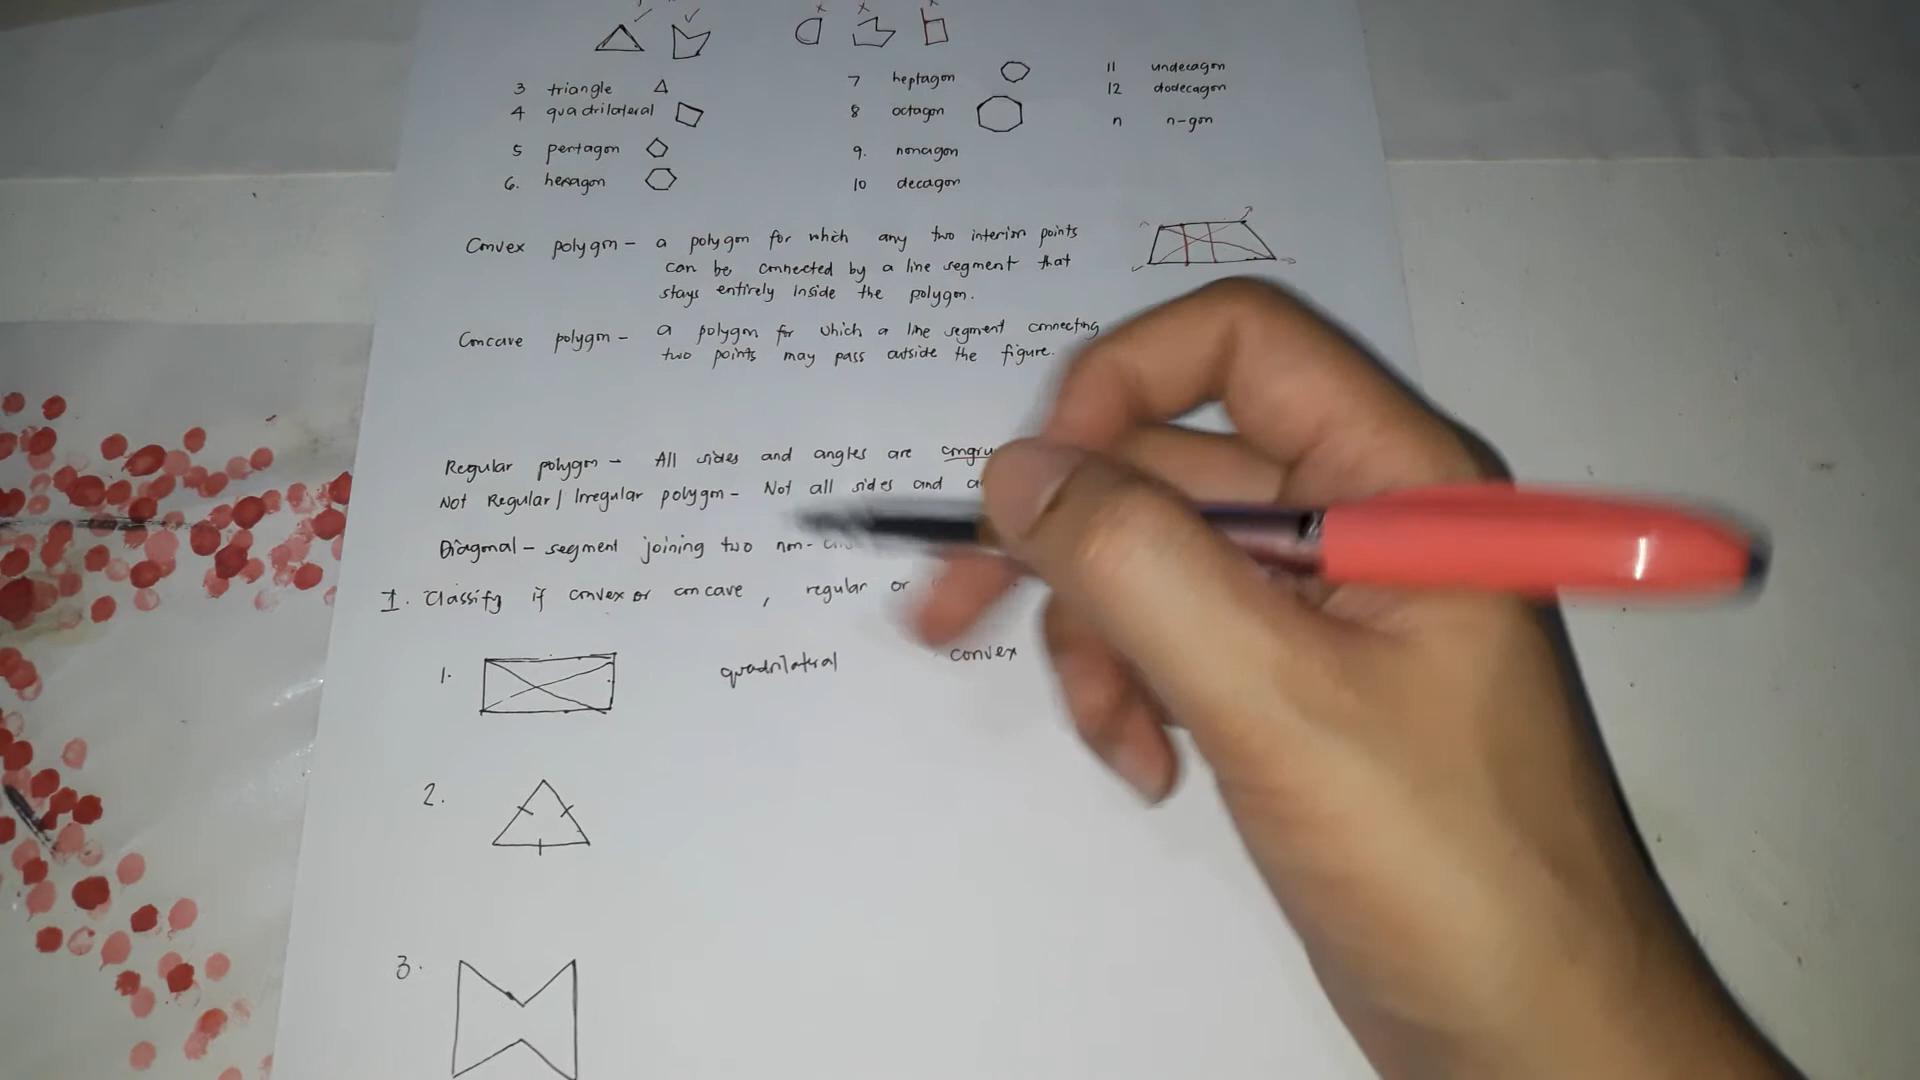 3 triangle
4 quadrilateral
5 pentagon
6. hexagon
7 heptagon
8 octagon
9. nonagon
10 decagon
11 undecagon
12 dodecagon
n n-gon
Convex polygon - a polygon for which any two interior points
can be connected by a line segment that
stays entirely inside the polygon.
Concave polygon - a polygon for which a line segment connecting
two points may pass outside the figure.
Regular polygon - All sides and angles are
Not Regular / Irregular polygon - Not all sides and
Diagonal - segment joining two non-
I. Classify if convex or concave, regular or
1. quadrilateral convex
2.
3.